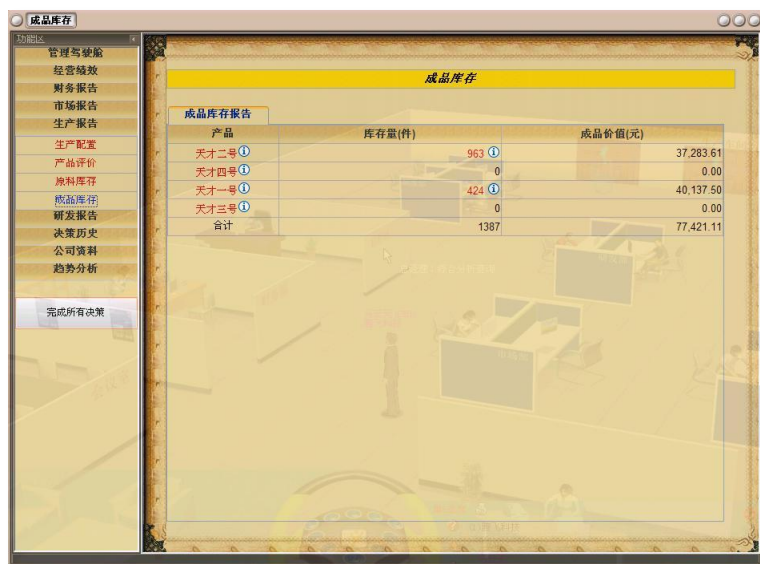 成品库存
功能区
管理驾驶舱
经营绩效
财务报告
市场报告
生产报告
生产配置
产品评价
原料库存
成品库存
研发报告
决策历史
公司资料
趋势分析
完成所有决策
成品库存
成品库存报告
产品 库存量(件) 成品价值(元)
天才二号 963 37,283.61
天才四号 0 0.00
天才一号 424 40,137.50
天才三号 0 0.00
合计 1387 77,421.11
会议室